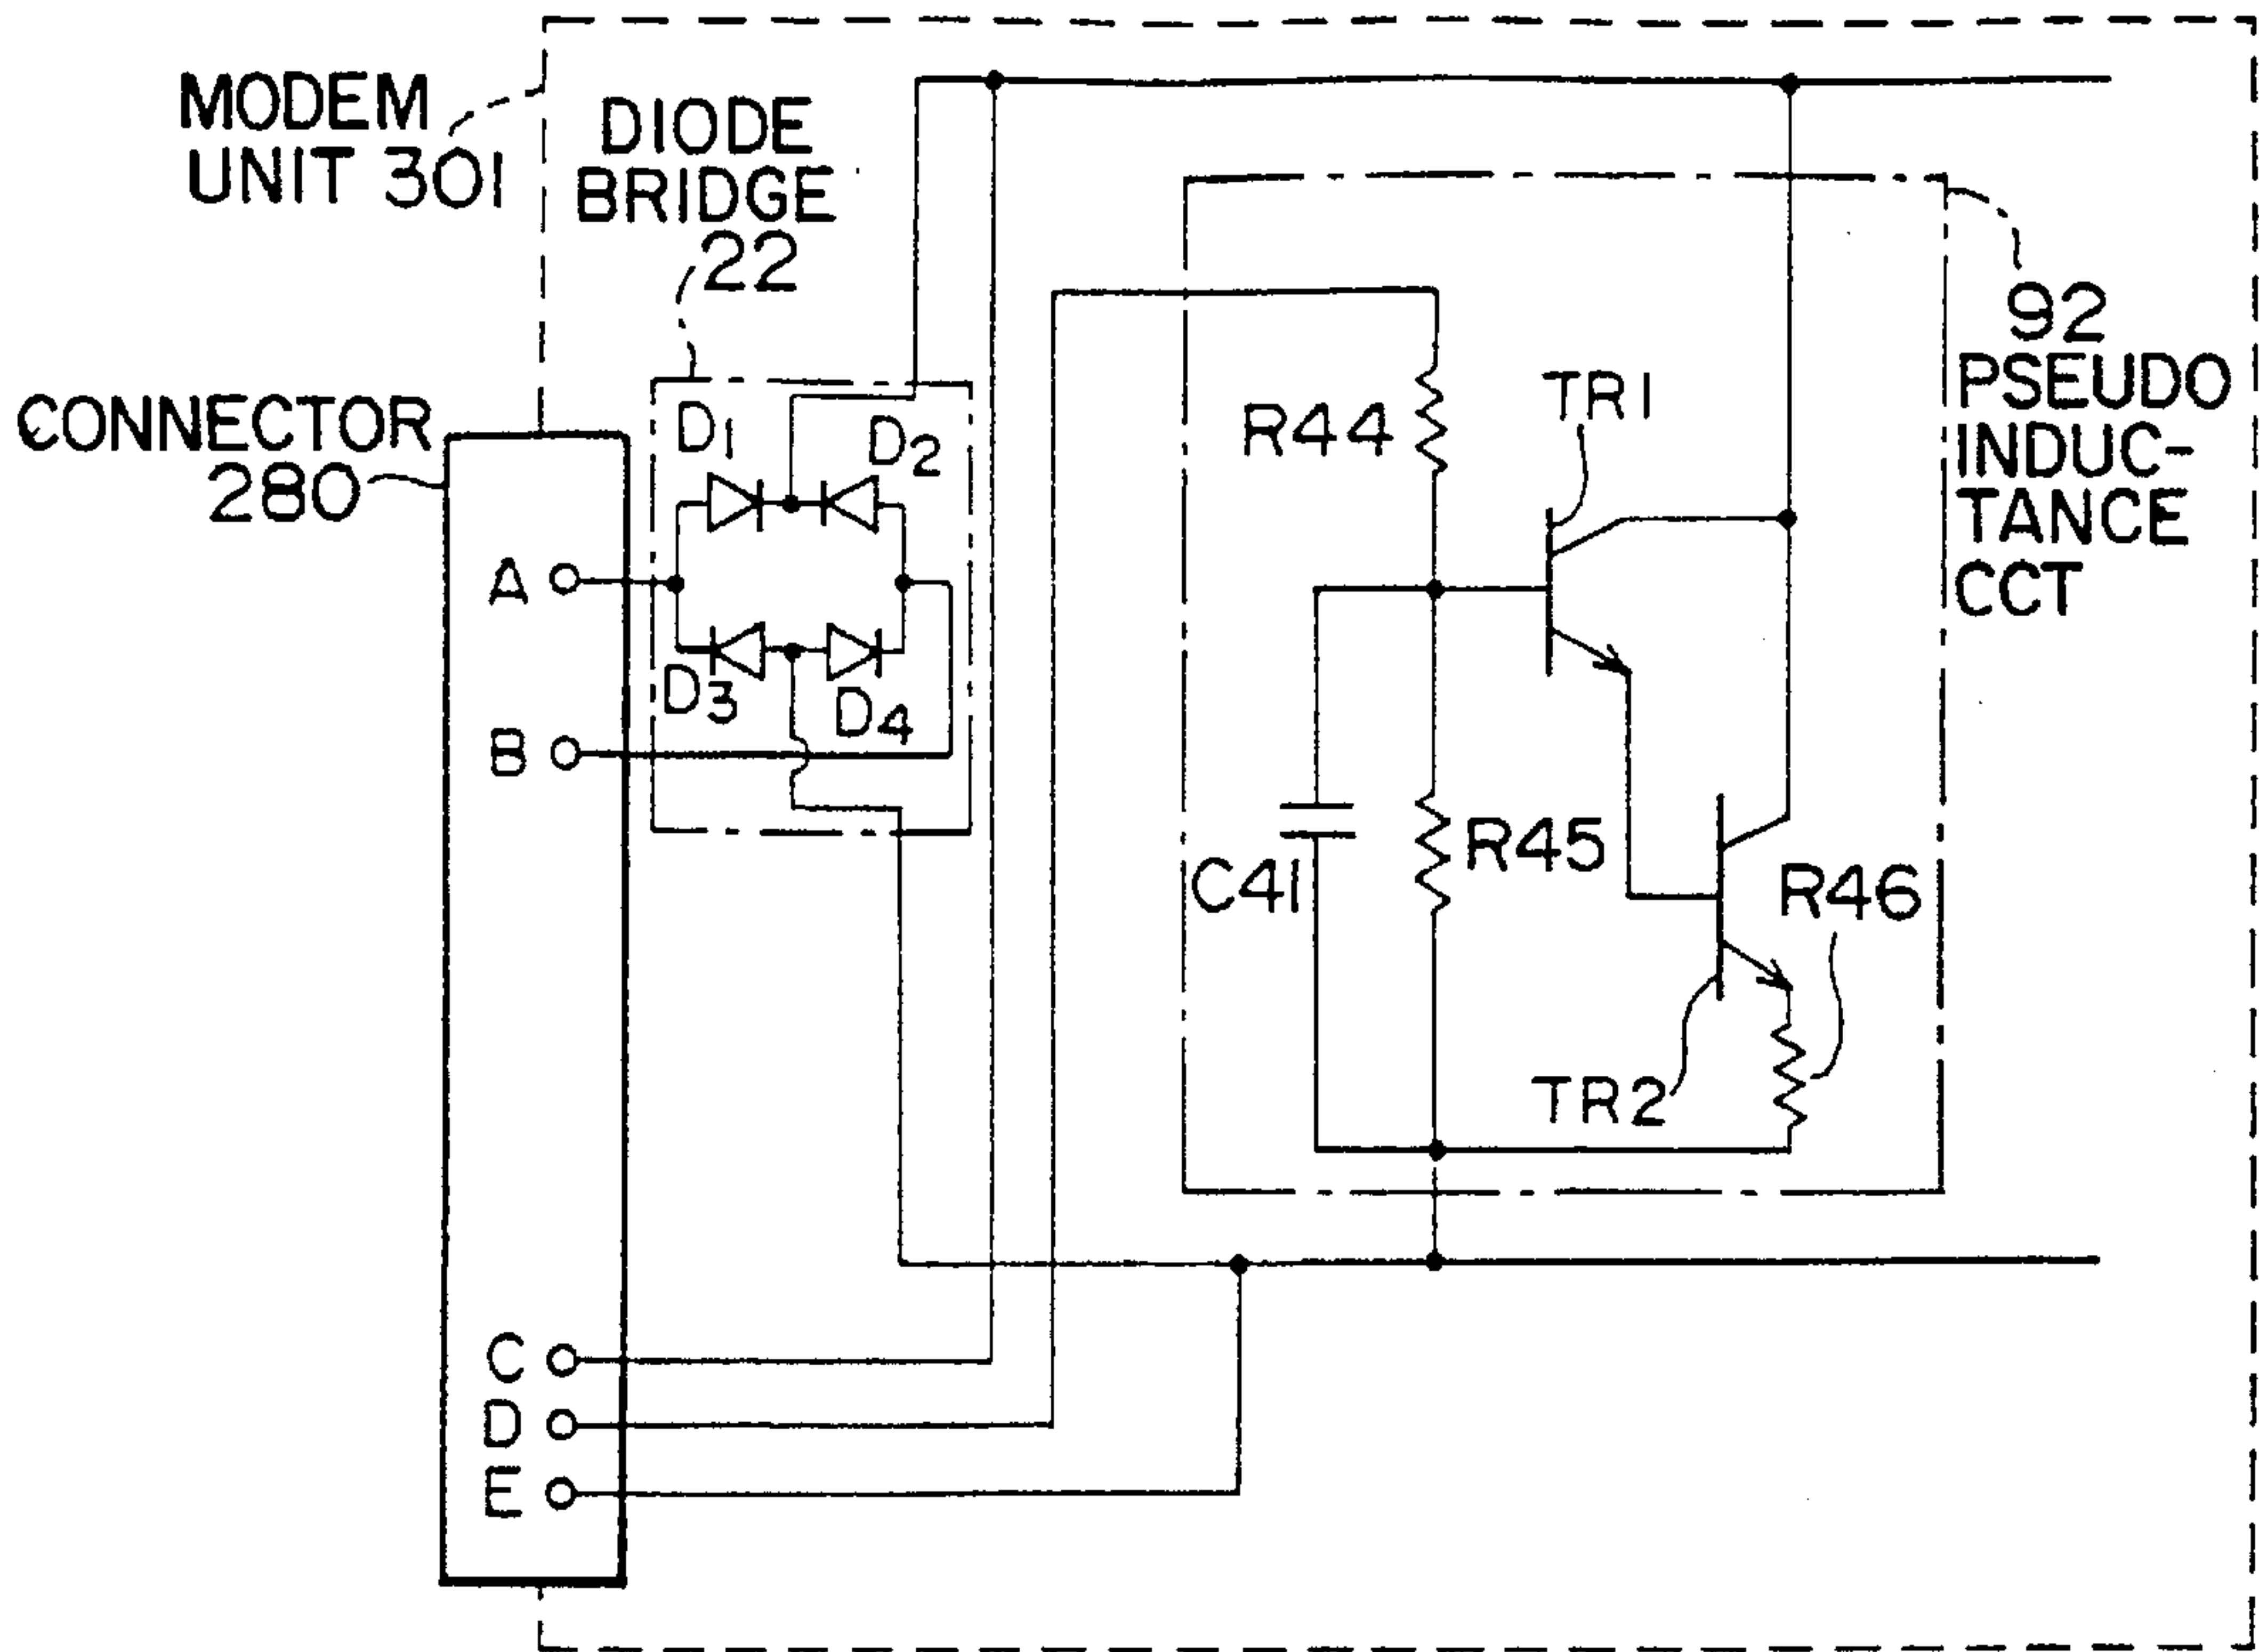 MODEM
UNIT 301
DIODE
BRIDGE
22
92
PSEUDO
INDUC-
TANCE
CCT
CONNECTOR
280
D1
D2
D3
D4
A
B
R44
TR1
C41
R45
R46
TR2
C
D
E